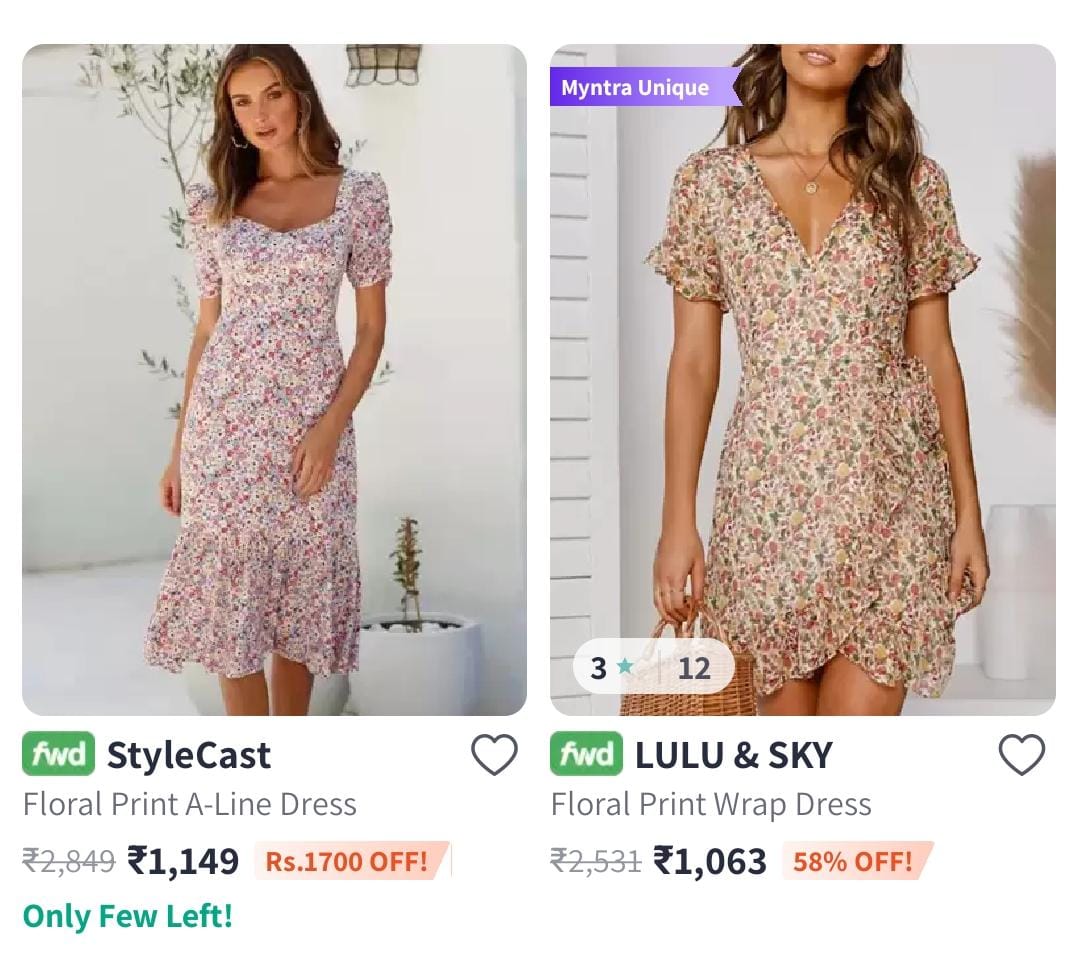 Myntra Unique
3 ★ | 12
fwd StyleCast
Floral Print A-Line Dress
₹2,849 ₹1,149 Rs.1700 OFF!
Only Few Left!
fwd LULU & SKY
Floral Print Wrap Dress
₹2,531 ₹1,063 58% OFF!